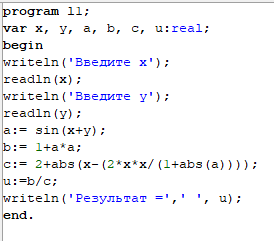 program l1;
var x, y, a, b, c, u:real;
begin
writeln('Введите x');
readln(x);
writeln('Введите y');
readln(y);
a:= sin(x+y);
b:= 1+a*a;
c:= 2+abs(x-(2*x*x/(1+abs(a))));
u:=b/c;
writeln('Результат =',' ', u);
end.